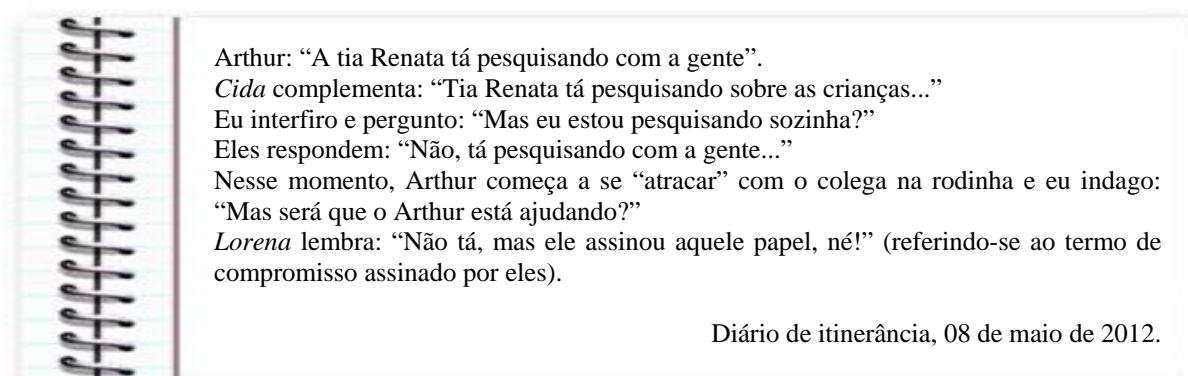 Arthur: “A tia Renata tá pesquisando com a gente”.
Cida complementa: “Tia Renata tá pesquisando sobre as crianças...”
Eu interfiro e pergunto: “Mas eu estou pesquisando sozinha?”
Eles respondem: “Não, tá pesquisando com a gente...”
Nesse momento, Arthur começa a se “atracar” com o colega na rodinha e eu indago:
“Mas será que o Arthur está ajudando?”
Lorena lembra: “Não tá, mas ele assinou aquele papel, né!” (referindo-se ao termo de
compromisso assinado por eles).
Diário de itinerância, 08 de maio de 2012.